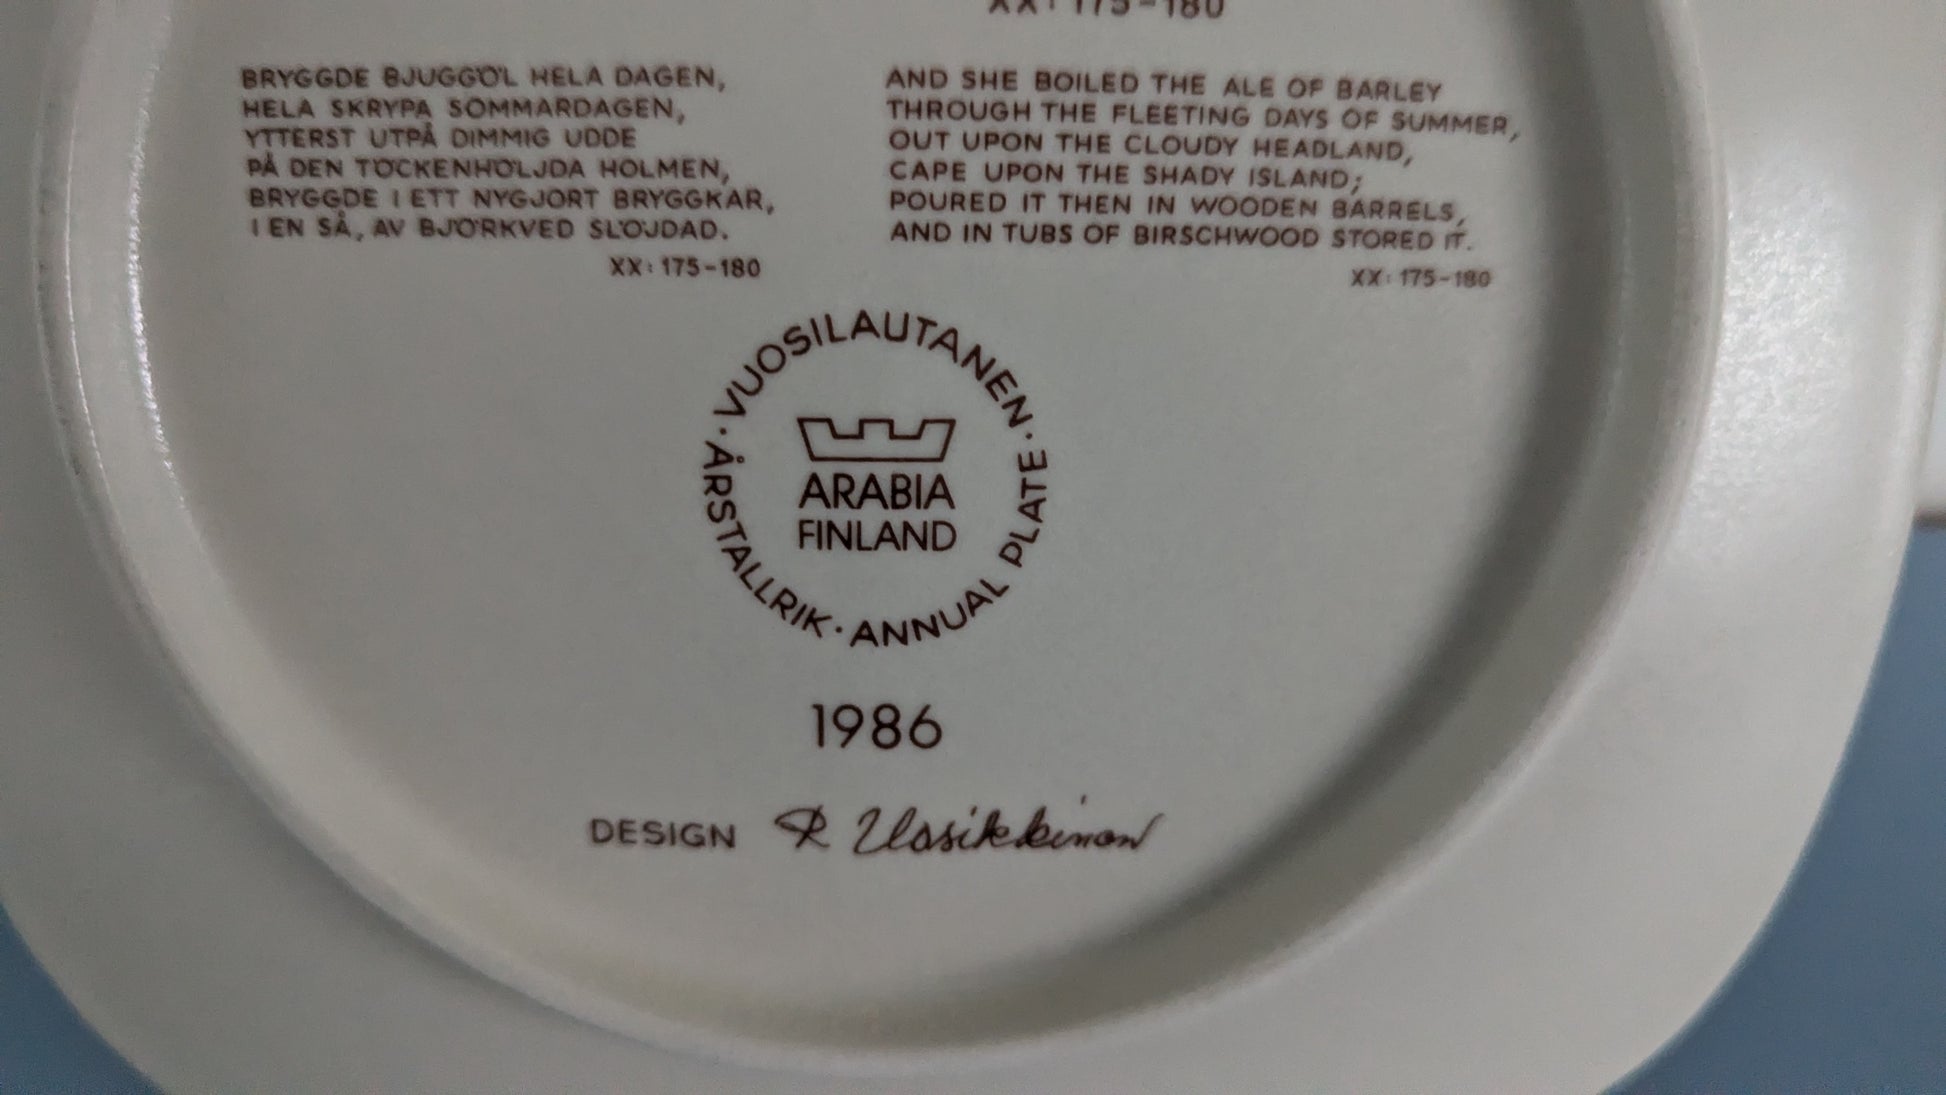 XX: 175-180
BRYGGDE BJUGGÖL HELA DAGEN,
HELA SKRYPA SOMMARDAGEN,
YTTERST UTPÅ DIMMIG UDDE
PÅ DEN TÖCKENHÖLJDA HOLMEN,
BRYGGDE I ETT NYGJORT BRYGGKAR,
I EN SÅ, AV BJÖRKVED SLÖJDAD.
XX: 175-180
AND SHE BOILED THE ALE OF BARLEY
THROUGH THE FLEETING DAYS OF SUMMER,
OUT UPON THE CLOUDY HEADLAND,
CAPE UPON THE SHADY ISLAND;
POURED IT THEN IN WOODEN BARRELS,
AND IN TUBS OF BIRSCHWOOD STORED IT.
XX: 175-180
VUOSILAUTANEN · ANNUAL PLATE · ÅRSTALLRIK ·
ARABIA
FINLAND
1986
DESIGN R Uosikkinen